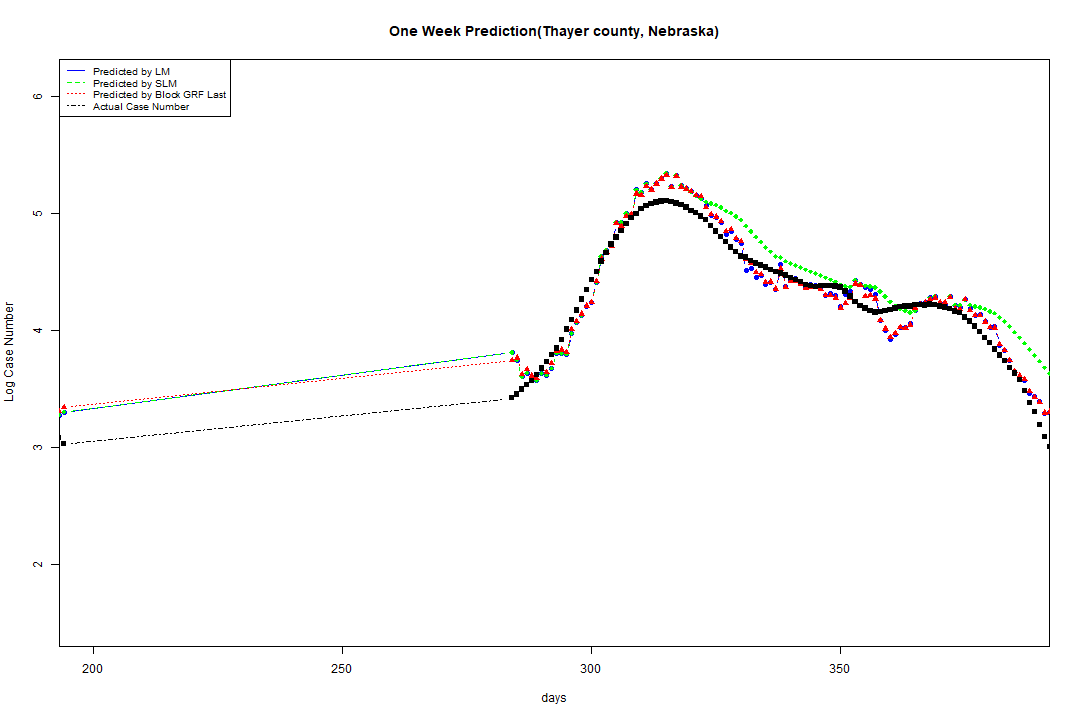 One Week Prediction(Thayer county, Nebraska)
Predicted by LM
Predicted by SLM
Predicted by Block GRF Last
Actual Case Number
6
5
4
3
2
Log Case Number
200
250
300
350
days